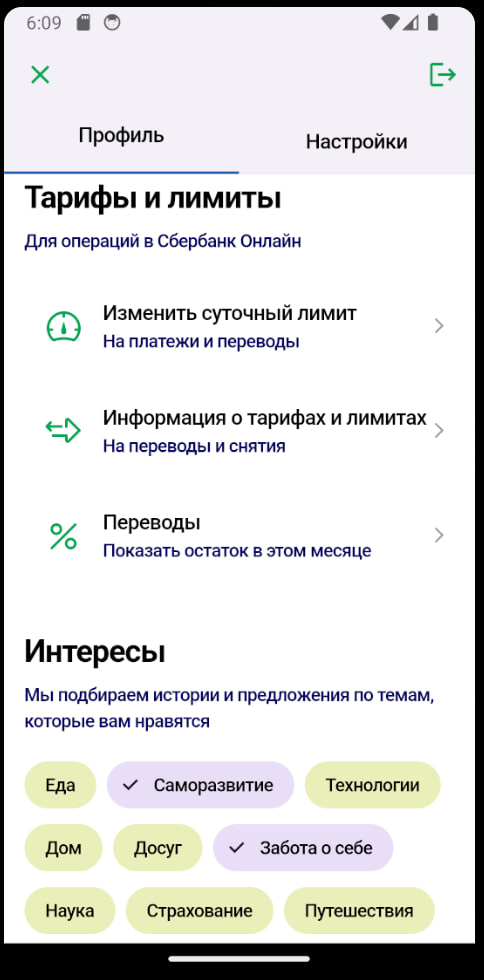 6:09
Профиль
Настройки
Тарифы и лимиты
Для операций в Сбербанк Онлайн
Изменить суточный лимит
На платежи и переводы
Информация о тарифах и лимитах
На переводы и снятия
Переводы
Показать остаток в этом месяце
Интересы
Мы подбираем истории и предложения по темам,
которые вам нравятся
Еда Саморазвитие Технологии
Дом Досуг Забота о себе
Наука Страхование Путешествия